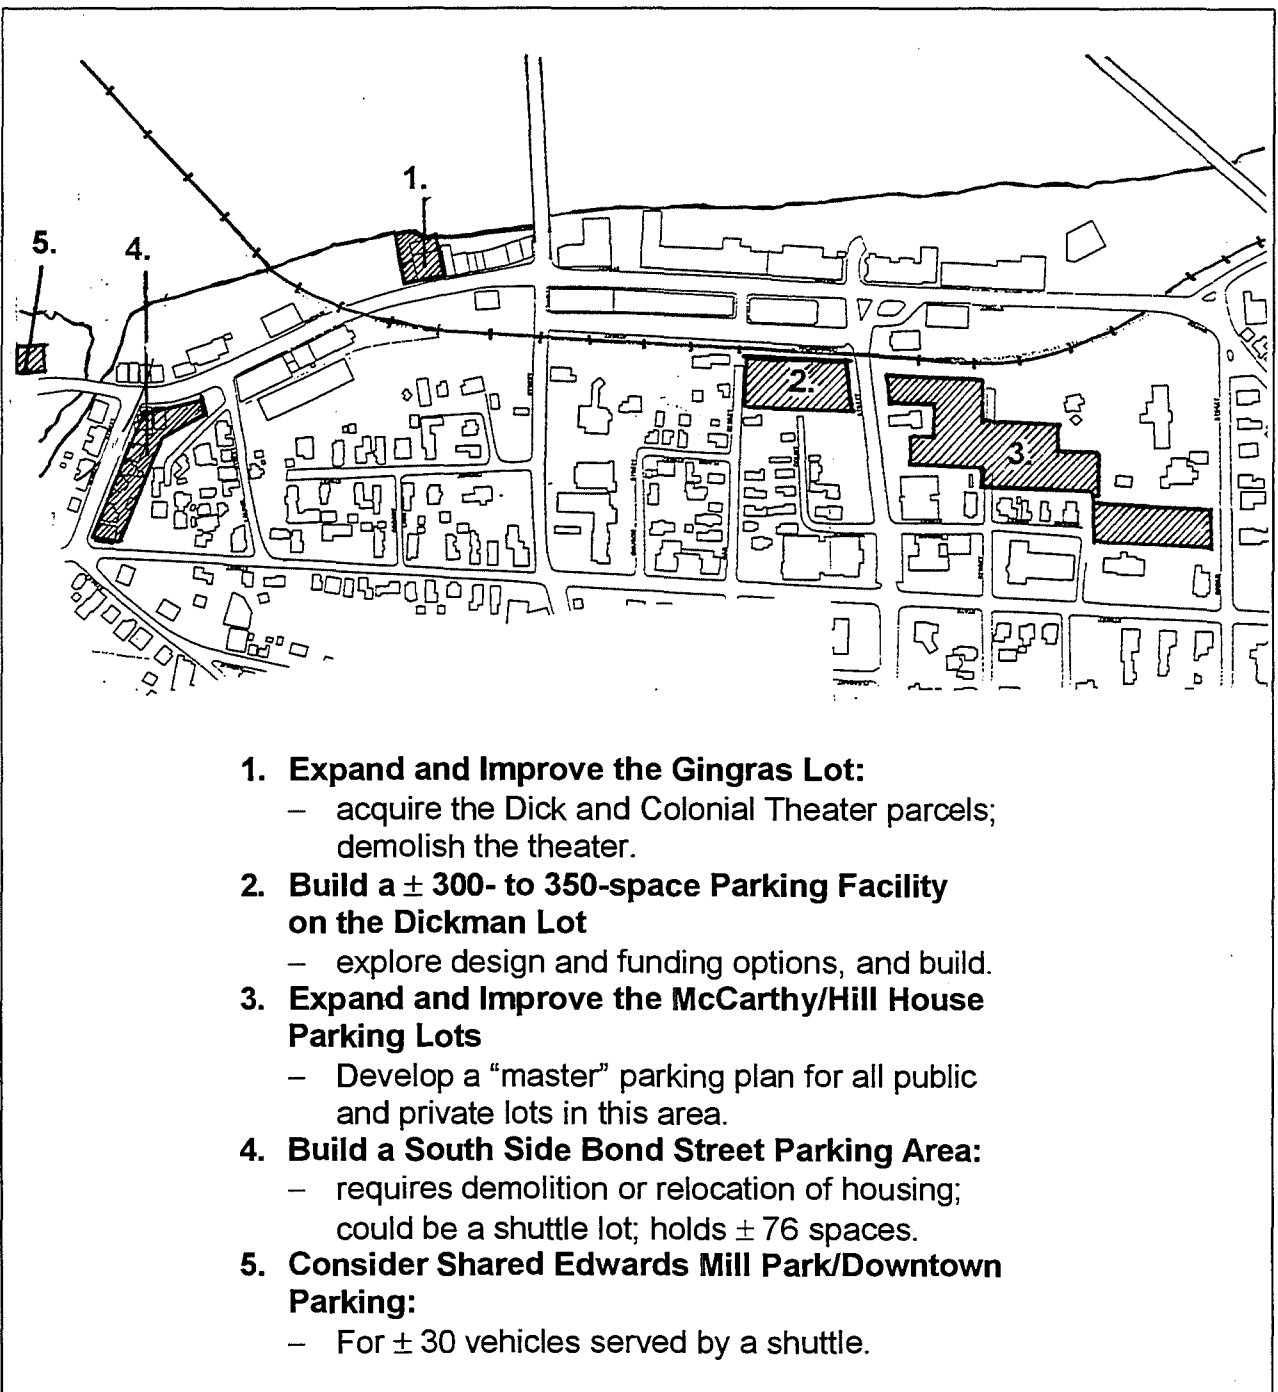 1.
5.
4.
2.
3.
1. Expand and Improve the Gingras Lot:
– acquire the Dick and Colonial Theater parcels;
demolish the theater.
2. Build a ± 300- to 350-space Parking Facility
on the Dickman Lot
– explore design and funding options, and build.
3. Expand and Improve the McCarthy/Hill House
Parking Lots
– Develop a “master” parking plan for all public
and private lots in this area.
4. Build a South Side Bond Street Parking Area:
– requires demolition or relocation of housing;
could be a shuttle lot; holds ± 76 spaces.
5. Consider Shared Edwards Mill Park/Downtown
Parking:
– For ± 30 vehicles served by a shuttle.